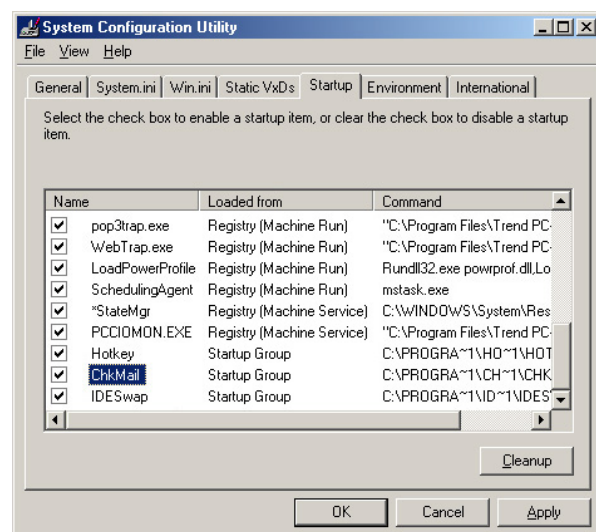 System Configuration Utility
File View Help
General System.ini Win.ini Static VxDs Startup Environment International
Select the check box to enable a startup item, or clear the check box to disable a startup
item.
Name Loaded from Command
pop3trap.exe Registry (Machine Run) "C:\Program Files\Trend PC-
WebTrap.exe Registry (Machine Run) "C:\Program Files\Trend PC-
LoadPowerProfile Registry (Machine Run) Rundll32.exe powrprof.dll,Lo
SchedulingAgent Registry (Machine Run) mstask.exe
*StateMgr Registry (Machine Service) C:\WINDOWS\System\Res
PCCIOMON.EXE Registry (Machine Service) "C:\Program Files\Trend PC-
Hotkey Startup Group C:\PROGRA~1\HO~1\HOT
ChkMail Startup Group C:\PROGRA~1\CH~1\CHK
IDESwap Startup Group C:\PROGRA~1\ID~1\IDES
Cleanup
OK Cancel Apply